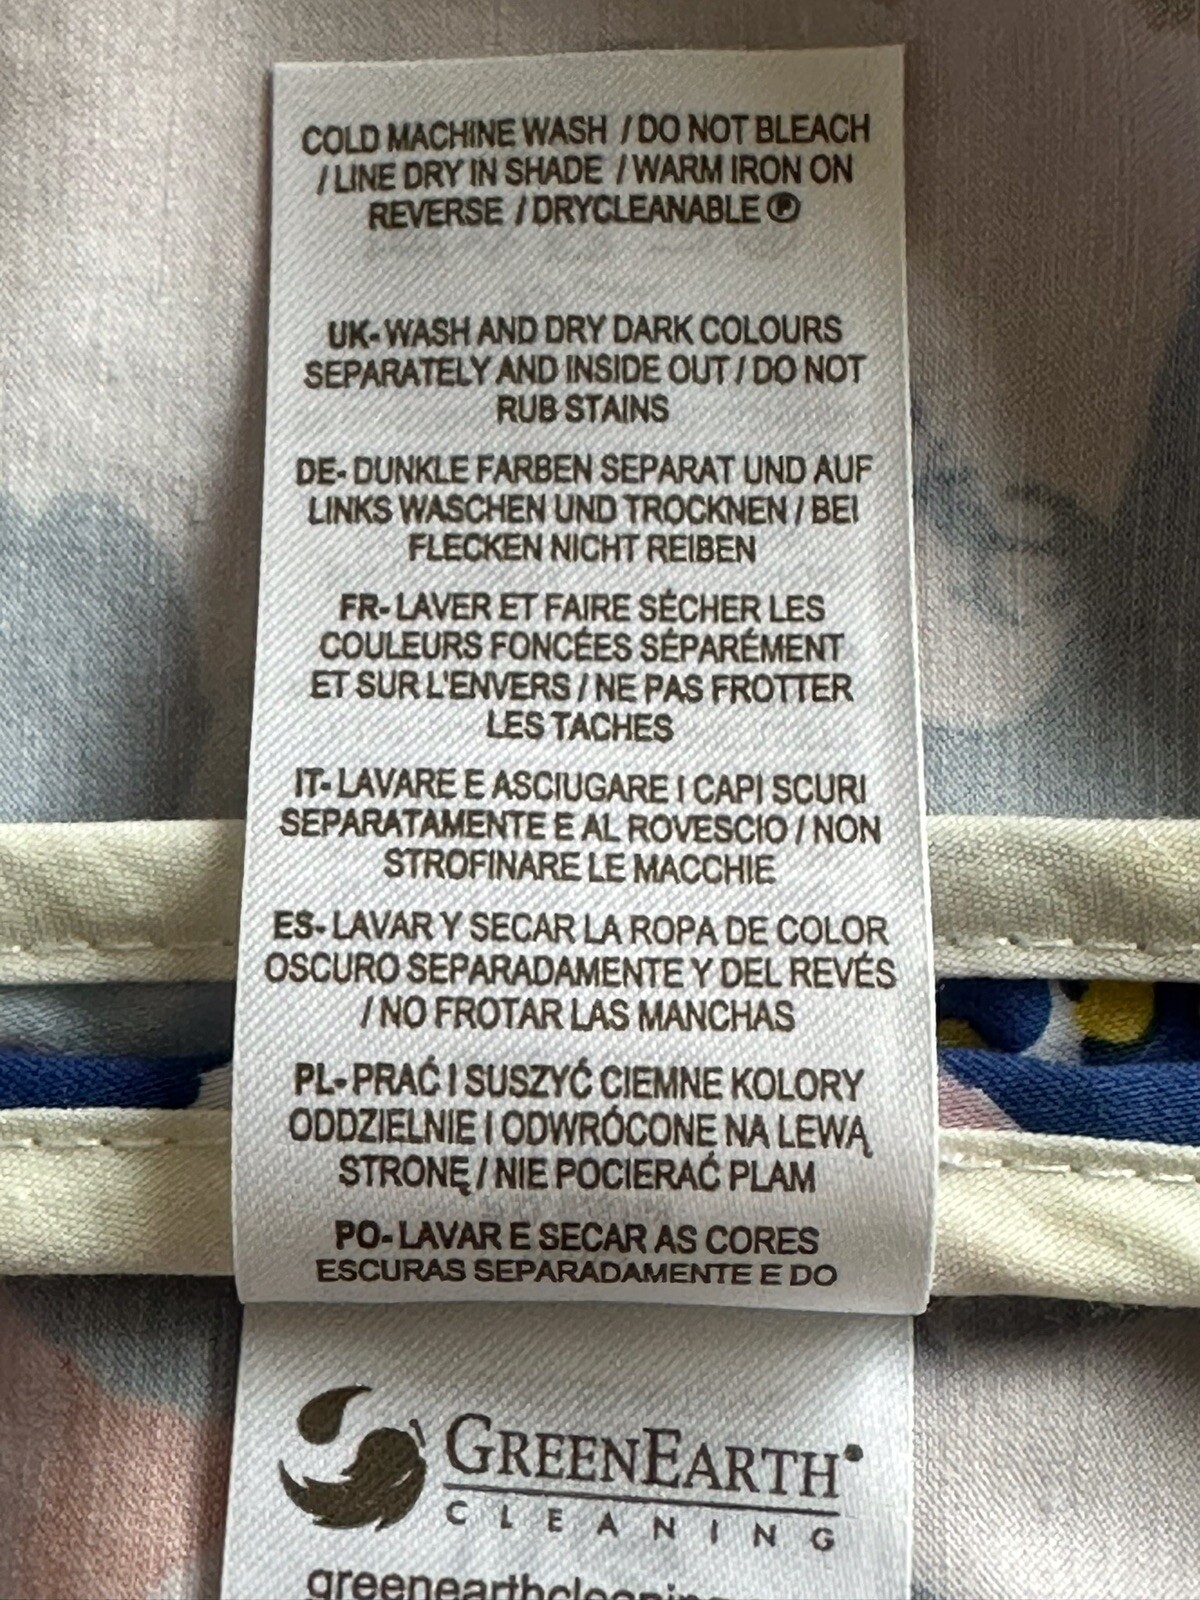 COLD MACHINE WASH / DO NOT BLEACH
/ LINE DRY IN SHADE / WARM IRON ON
REVERSE / DRYCLEANABLE Ⓟ
UK- WASH AND DRY DARK COLOURS
SEPARATELY AND INSIDE OUT / DO NOT
RUB STAINS
DE- DUNKLE FARBEN SEPARAT UND AUF
LINKS WASCHEN UND TROCKNEN / BEI
FLECKEN NICHT REIBEN
FR- LAVER ET FAIRE SÉCHER LES
COULEURS FONCÉES SÉPARÉMENT
ET SUR L'ENVERS / NE PAS FROTTER
LES TACHES
IT- LAVARE E ASCIUGARE I CAPI SCURI
SEPARATAMENTE E AL ROVESCIO / NON
STROFINARE LE MACCHIE
ES- LAVAR Y SECAR LA ROPA DE COLOR
OSCURO SEPARADAMENTE Y DEL REVÉS
/ NO FROTAR LAS MANCHAS
PL- PRAĆ I SUSZYĆ CIEMNE KOLORY
ODDZIELNIE I ODWRÓCONE NA LEWĄ
STRONĘ / NIE POCIERAĆ PLAM
PO- LAVAR E SECAR AS CORES
ESCURAS SEPARADAMENTE E DO
GREENEARTH
CLEANING